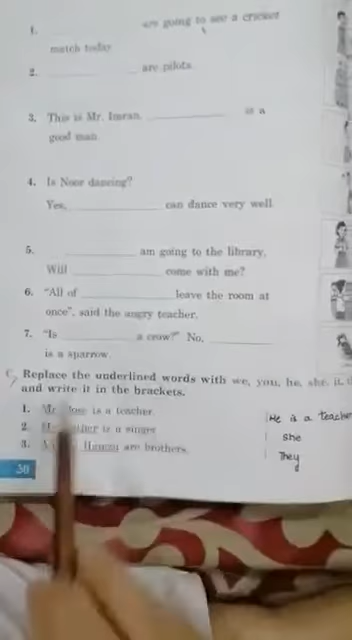 1. are going to see a cricket
match today.
2. are pilots.
3. This is Mr. Imran. is a
good man.
4. Is Noor dancing?
Yes, can dance very well.
5. am going to the library.
Will come with me?
6. "All of leave the room at
once", said the angry teacher.
7. "Is a crow?" No,
is a sparrow.
C. Replace the underlined words with we, you, he, she, it,
and write it in the brackets.
1. Mr. is a teacher. He is a teacher
2. is a singer She
3. Hamzu are brothers. They
50